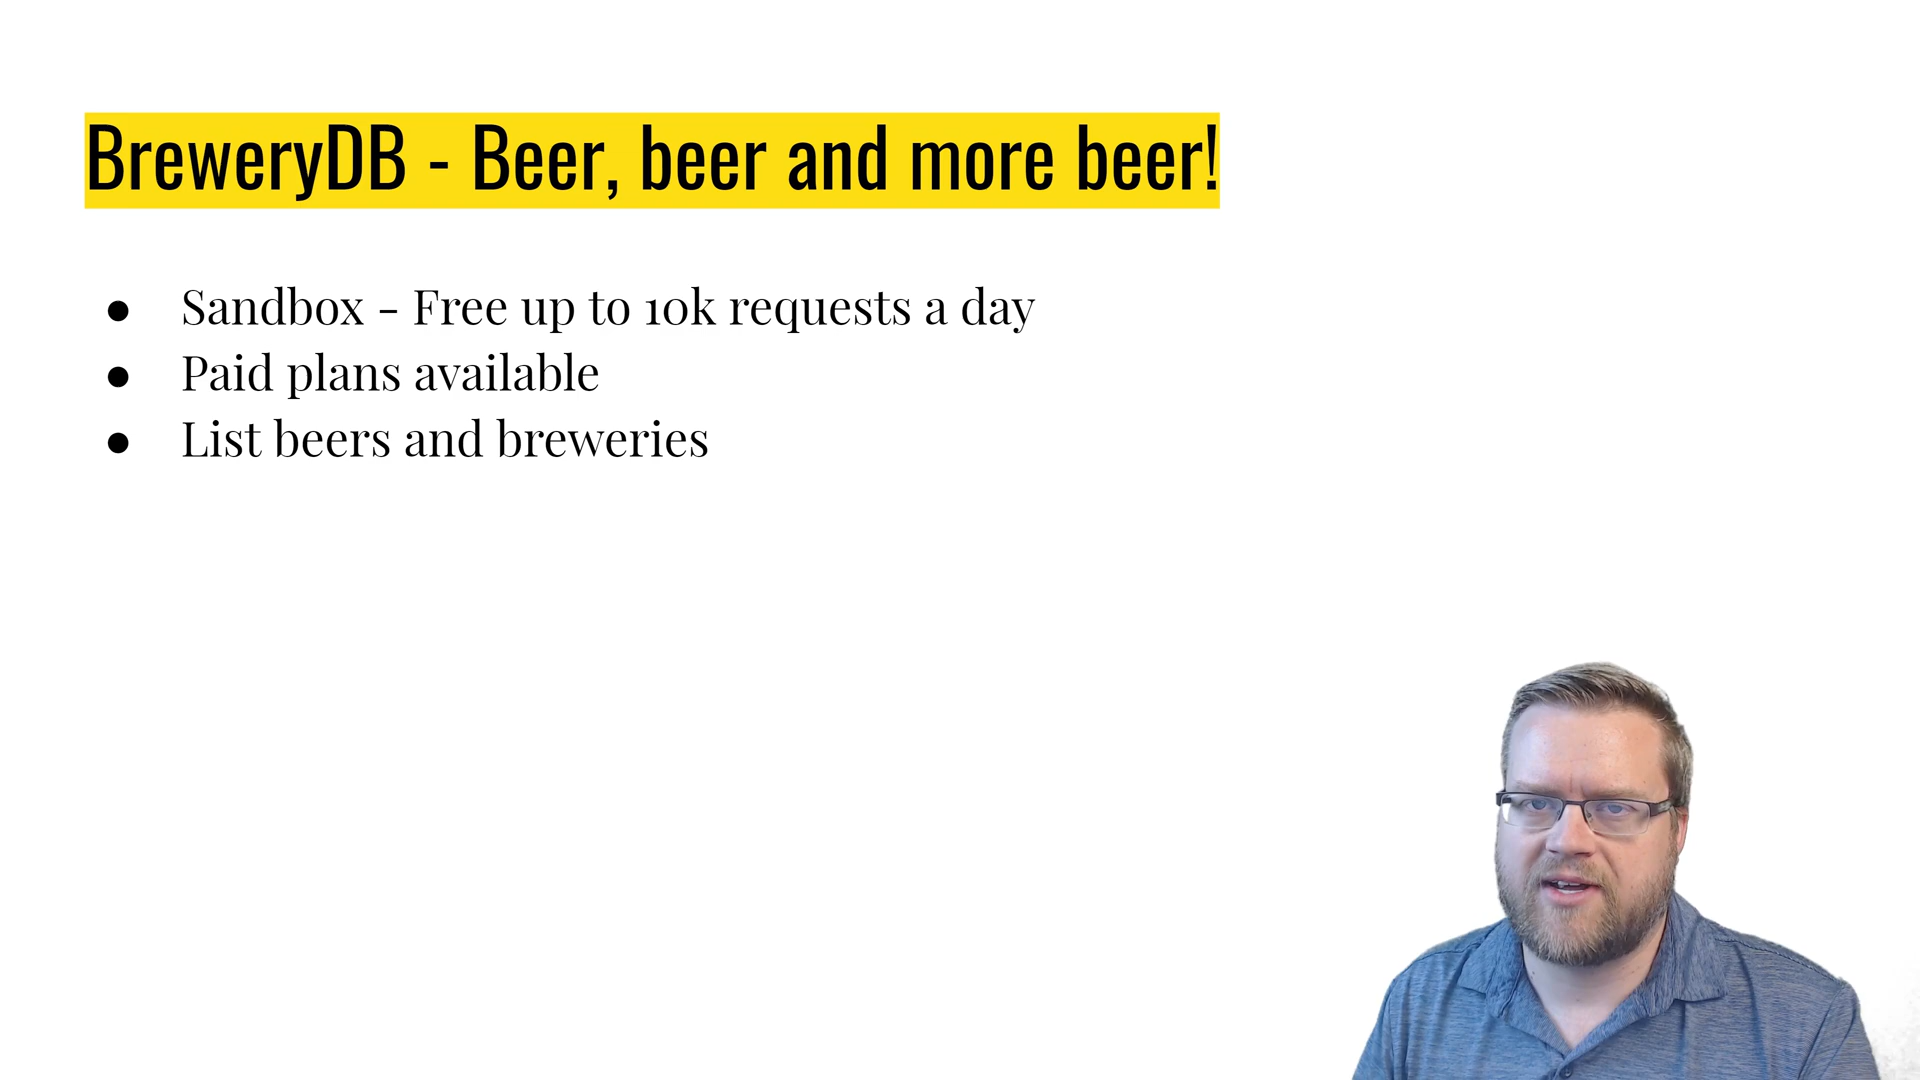 BreweryDB - Beer, beer and more beer!
● Sandbox - Free up to 10k requests a day
● Paid plans available
● List beers and breweries